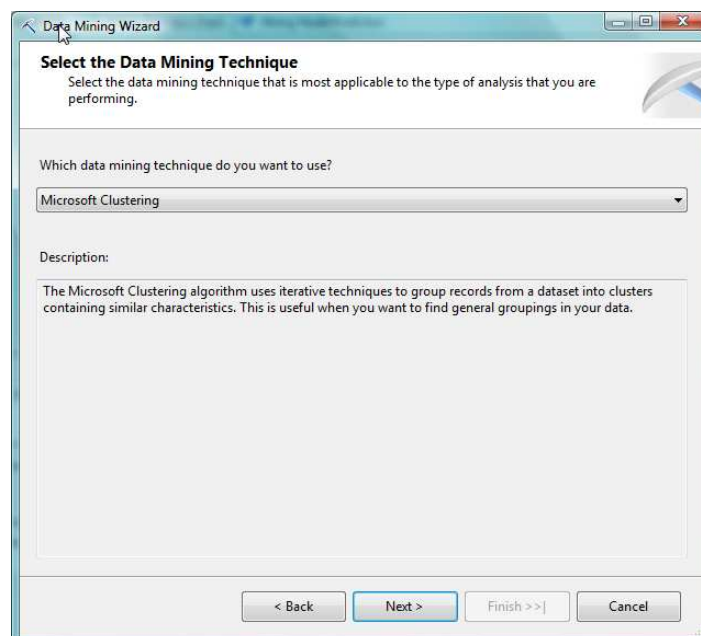 Data Mining Wizard
Select the Data Mining Technique
Select the data mining technique that is most applicable to the type of analysis that you are
performing.
Which data mining technique do you want to use?
Microsoft Clustering
Description:
The Microsoft Clustering algorithm uses iterative techniques to group records from a dataset into clusters
containing similar characteristics. This is useful when you want to find general groupings in your data.
< Back Next > Finish >>| Cancel